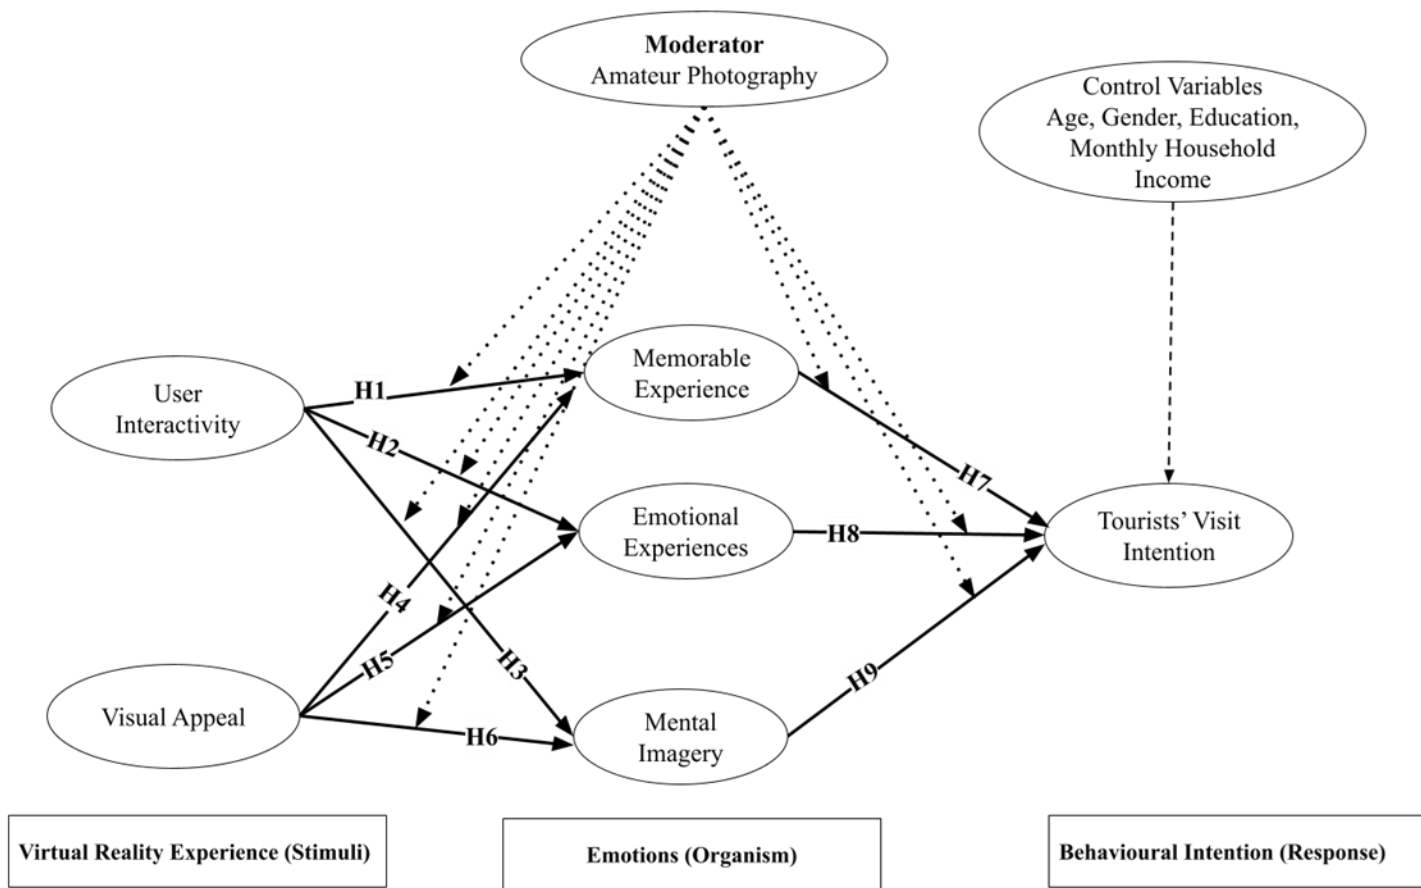 Moderator
Amateur Photography
Control Variables
Age, Gender, Education,
Monthly Household
Income
User
Interactivity
Visual Appeal
H1
H2
H3
H4
H5
H6
Memorable
Experience
Emotional
Experiences
Mental
Imagery
H7
H8
H9
Tourists’ Visit
Intention
Virtual Reality Experience (Stimuli)
Emotions (Organism)
Behavioural Intention (Response)